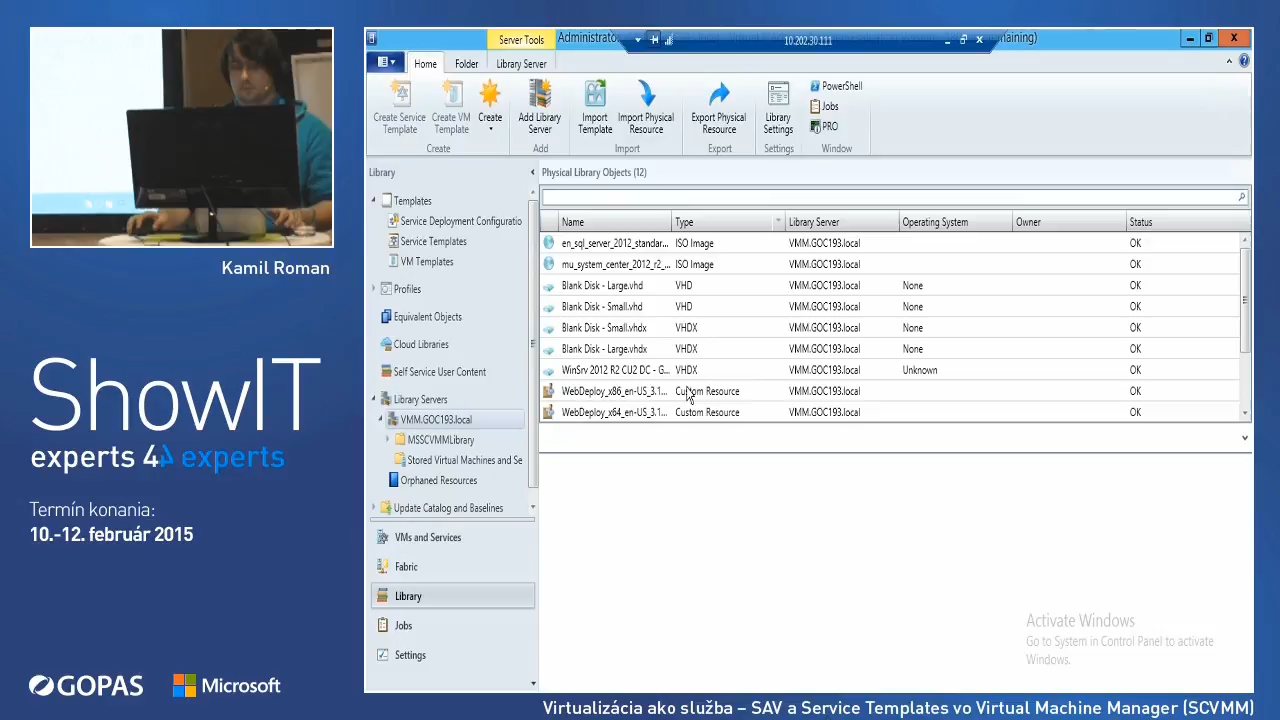 Kamil Roman
ShowIT
experts 4 experts
Termín konania:
10.-12. február 2015
GOPAS
Microsoft
Server Tools
Administrato
10.202.30.111
Home
Folder
Library Server
Create Service Template
Create VM Template
Create
Add Library Server
Import Template
Import Physical Resource
Export Physical Resource
Library Settings
PowerShell
Jobs
PRO
Create
Add
Import
Export
Settings
Window
Library
Templates
Service Deployment Configuratio
Service Templates
VM Templates
Profiles
Equivalent Objects
Cloud Libraries
Self Service User Content
Library Servers
VMM.GOC193.local
MSSCVMMLibrary
Stored Virtual Machines and Se
Orphaned Resources
Update Catalog and Baselines
VMs and Services
Fabric
Library
Jobs
Settings
Physical Library Objects (12)
Name Type Library Server Operating System Owner Status
en_sql_server_2012_standar... ISO Image VMM.GOC193.local OK
mu_system_center_2012_r2_... ISO Image VMM.GOC193.local OK
Blank Disk - Large.vhd VHD VMM.GOC193.local None OK
Blank Disk - Small.vhd VHD VMM.GOC193.local None OK
Blank Disk - Small.vhdx VHDX VMM.GOC193.local None OK
Blank Disk - Large.vhdx VHDX VMM.GOC193.local None OK
WinSrv 2012 R2 CU2 DC - G... VHDX VMM.GOC193.local Unknown OK
WebDeploy_x86_en-US_3.1... Custom Resource VMM.GOC193.local OK
WebDeploy_x64_en-US_3.1... Custom Resource VMM.GOC193.local OK
Activate Windows
Go to System in Control Panel to activate
Windows.
Virtualizácia ako služba – SAV a Service Templates vo Virtual Machine Manager (SCVMM)